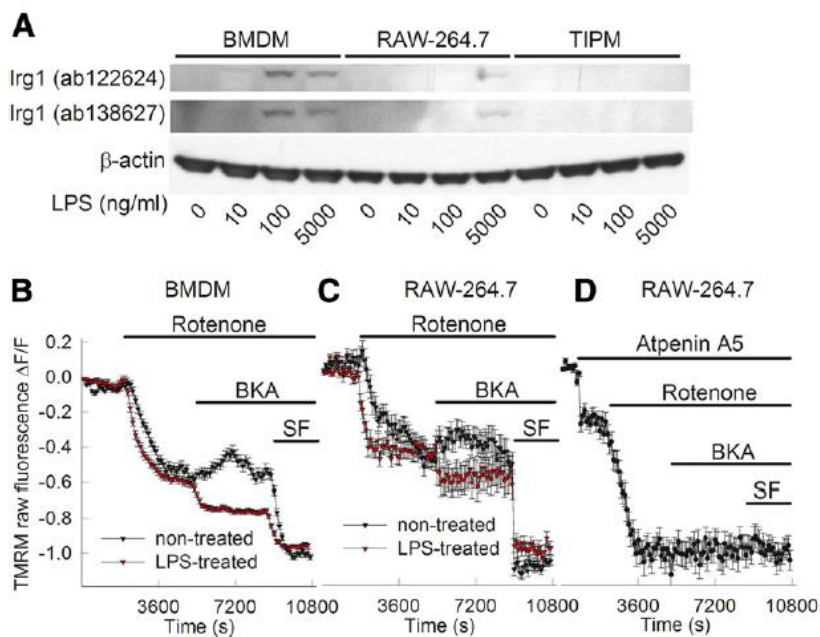 A
BMDM RAW-264.7 TIPM
Irg1 (ab122624)
Irg1 (ab138627)
β-actin
LPS (ng/ml) 0 10 100 5000 0 10 100 5000 0 10 100 5000
B BMDM
C RAW-264.7
D RAW-264.7
TMRM raw fluorescence ΔF/F
0.2
0.0
-0.2
-0.4
-0.6
-0.8
-1.0
Rotenone
BKA
SF
non-treated
LPS-treated
3600 7200 10800
Time (s)
Rotenone
BKA
SF
non-treated
LPS-treated
3600 7200 10800
Time (s)
Atpenin A5
Rotenone
BKA
SF
3600 7200 10800
Time (s)